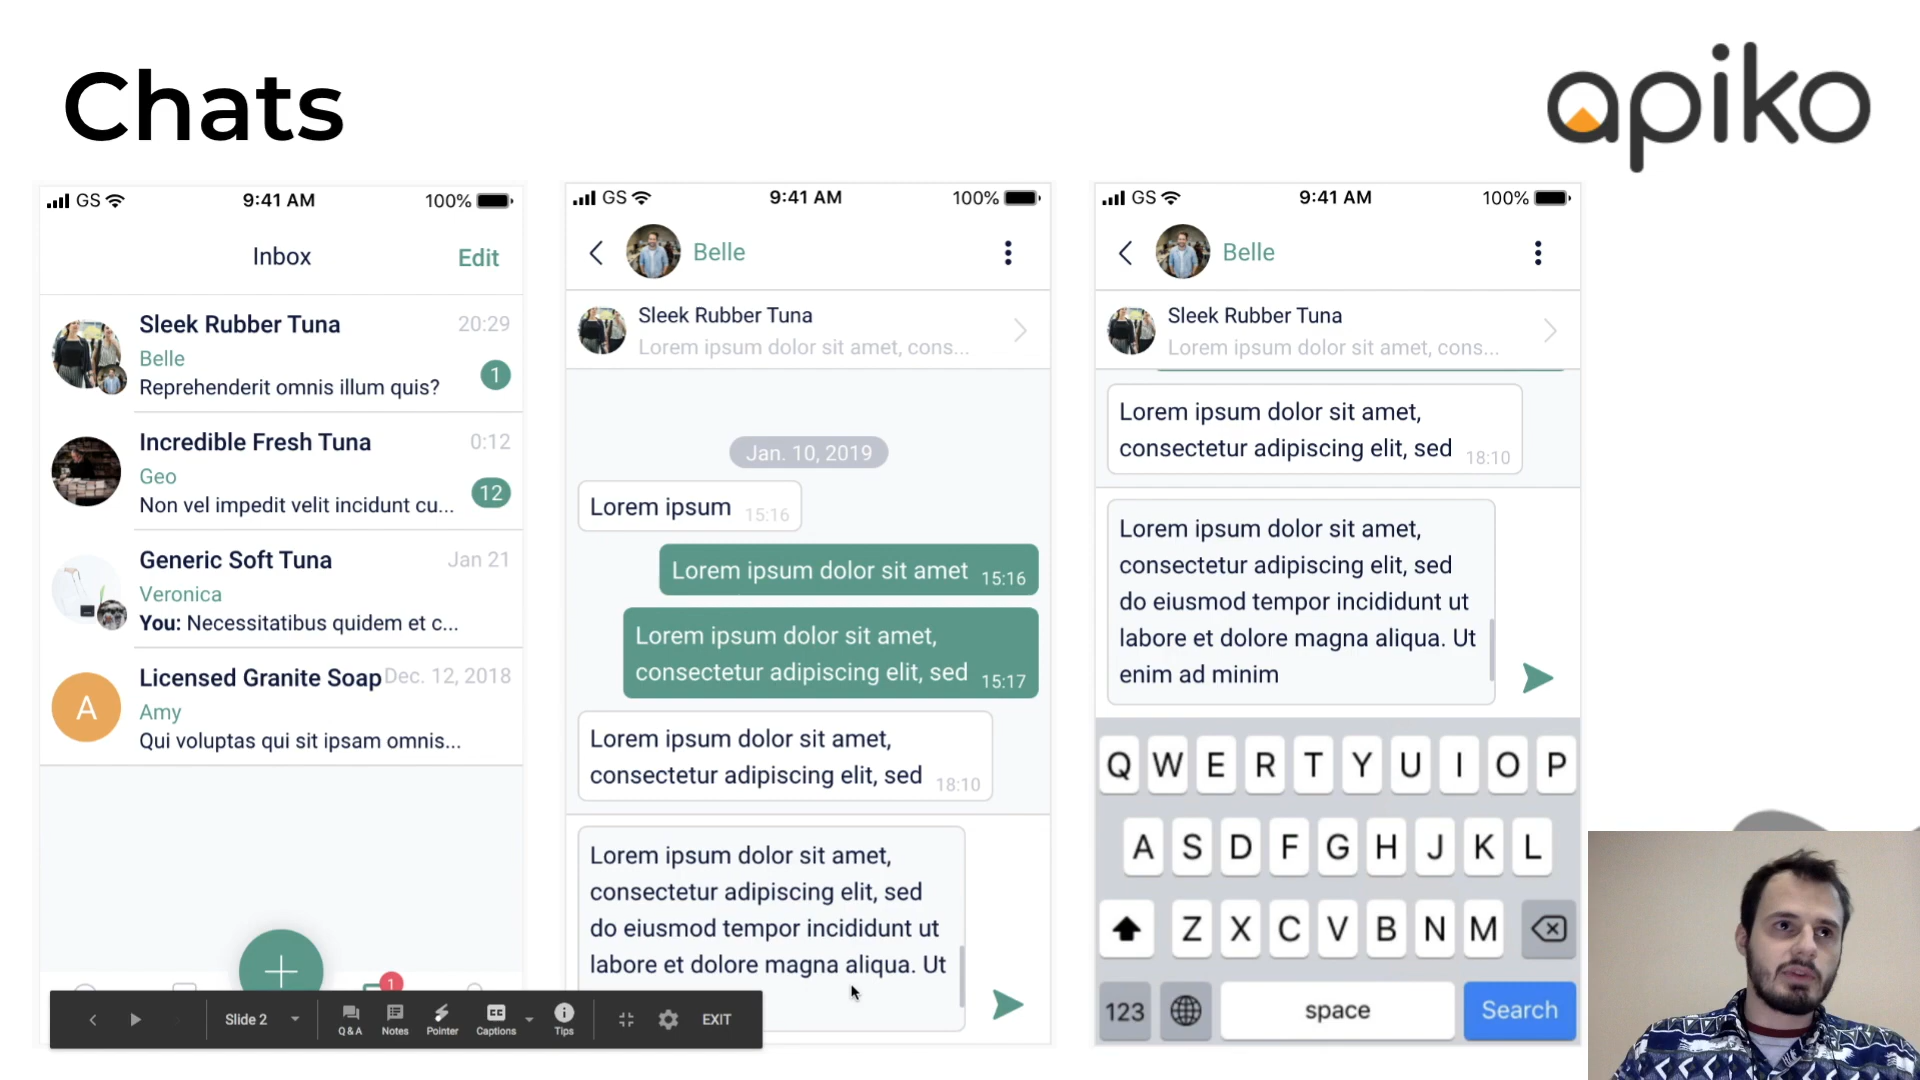 Chats
apiko
GS 9:41 AM 100%
Inbox Edit
Sleek Rubber Tuna 20:29
Belle
Reprehenderit omnis illum quis? 1
Incredible Fresh Tuna 0:12
Geo
Non vel impedit velit incidunt cu... 12
Generic Soft Tuna Jan 21
Veronica
You: Necessitatibus quidem et c...
A
Licensed Granite Soap Dec. 12, 2018
Amy
Qui voluptas qui sit ipsam omnis...
1
GS 9:41 AM 100%
Belle
Sleek Rubber Tuna
Lorem ipsum dolor sit amet, cons...
Jan. 10, 2019
Lorem ipsum 15:16
Lorem ipsum dolor sit amet 15:16
Lorem ipsum dolor sit amet,
consectetur adipiscing elit, sed 15:17
Lorem ipsum dolor sit amet,
consectetur adipiscing elit, sed 18:10
Lorem ipsum dolor sit amet,
consectetur adipiscing elit, sed
do eiusmod tempor incididunt ut
labore et dolore magna aliqua. Ut
GS 9:41 AM 100%
Belle
Sleek Rubber Tuna
Lorem ipsum dolor sit amet, cons...
Lorem ipsum dolor sit amet,
consectetur adipiscing elit, sed 18:10
Lorem ipsum dolor sit amet,
consectetur adipiscing elit, sed
do eiusmod tempor incididunt ut
labore et dolore magna aliqua. Ut
enim ad minim
Q W E R T Y U I O P
A S D F G H J K L
Z X C V B N M
123 space Search
Slide 2 Q&A Notes Pointer CC Captions Tips EXIT